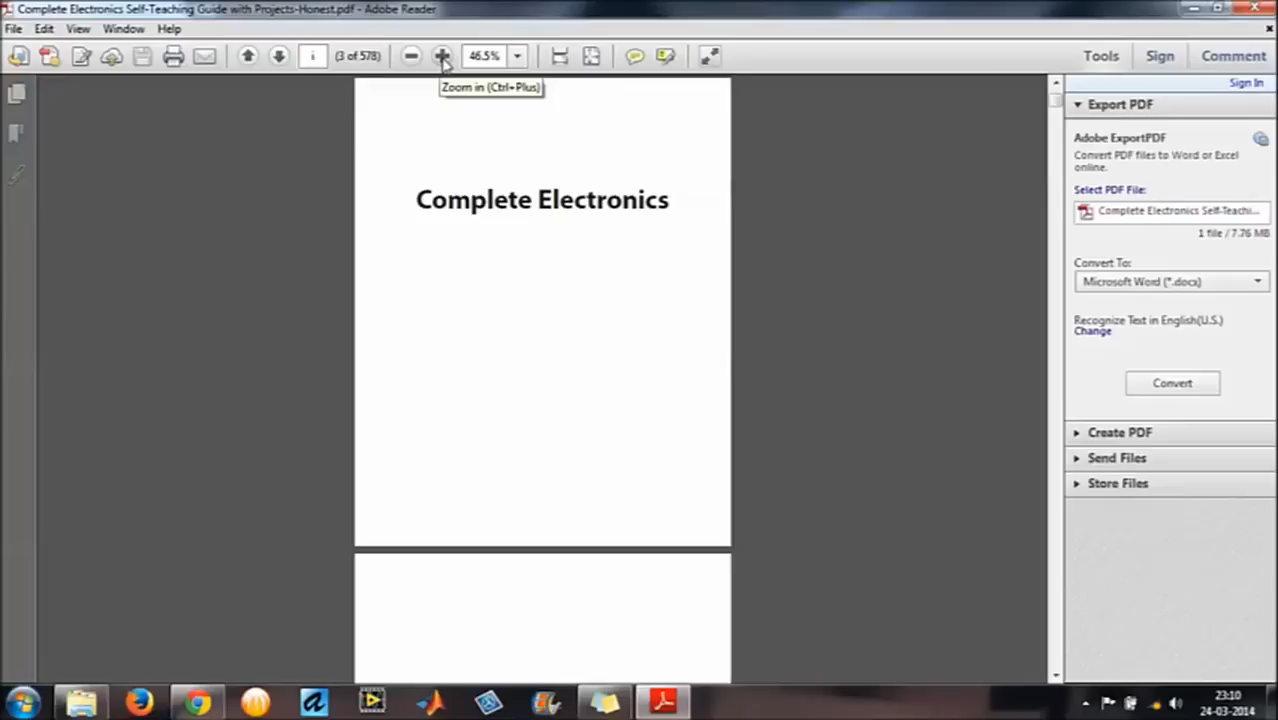 Complete Electronics Self-Teaching Guide with Projects-Honest.pdf - Adobe Reader
File Edit View Window Help
i (3 of 578) 46.5% Tools Sign Comment
Zoom in (Ctrl+Plus)
Sign In
Export PDF
Adobe ExportPDF
Convert PDF files to Word or Excel
online.
Select PDF File:
Complete Electronics Self-Teachi...
1 file / 7.76 MB
Convert To:
Microsoft Word (*.docx)
Recognize Text in English(U.S.)
Change
Convert
Create PDF
Send Files
Store Files
Complete Electronics
23:10
24-03-2014